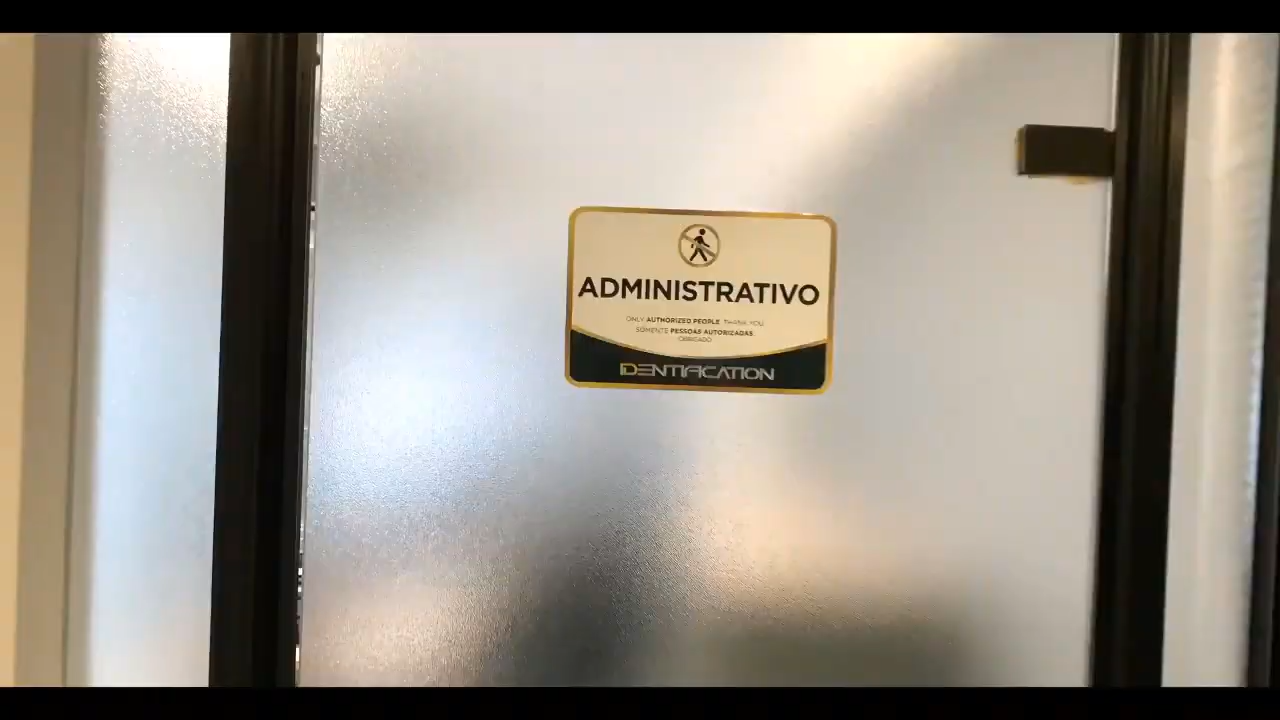 ADMINISTRATIVO
ONLY AUTHORIZED PEOPLE. THANK YOU.
SOMENTE PESSOAS AUTORIZADAS.
OBRIGADO
IDENTIFICATION